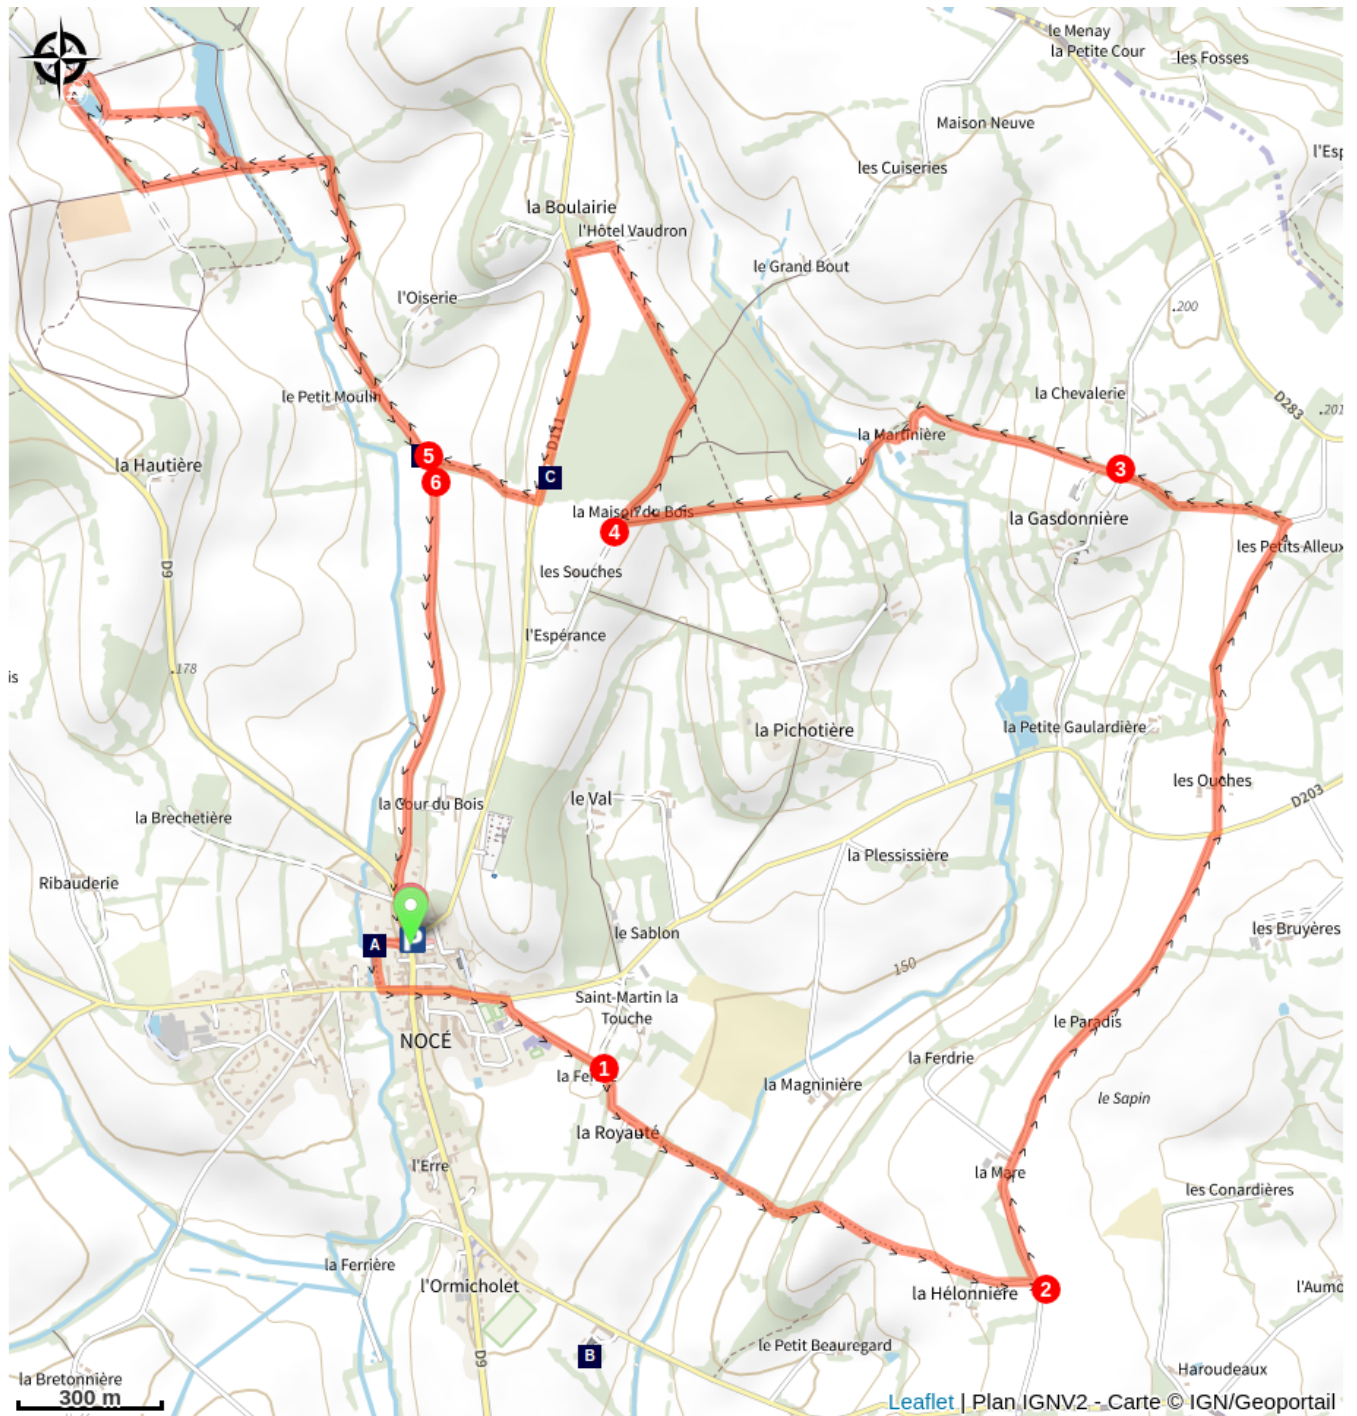 le Menay
la Petite Cour
les Fosses
Maison Neuve
l'Esp
les Cuiseries
la Boulairie
l'Hôtel Vaudron
le Grand Bout
l'Oiserie
200
le Petit Moulin
la Chevalerie
D283
201
D151
la Martinière
la Hautière
5
6
C
3
la Maison du Bois
4
la Gasdonnière
les Petits Alleux
D9
les Souches
l'Espérance
178
is
la Pichotière
la Petite Gaulardière
les Ouches
D203
la Cour du Bois
le Val
la Brechetière
la Plessissière
Ribauderie
P
A
le Sablon
les Bruyères
150
Saint-Martin la
Touche
le Paradis
NOCÉ
1
la Ferdrie
la Magninière
le Sapin
la Royauté
l'Erre
la Mare
les Conardières
la Ferrière
l'Ormicholet
la Hélonnière
2
l'Aumo
D9
B
le Petit Beauregard
Haroudeaux
la Bretonnière
300 m
Leaflet | Plan IGNV2 - Carte © IGN/Geoportail